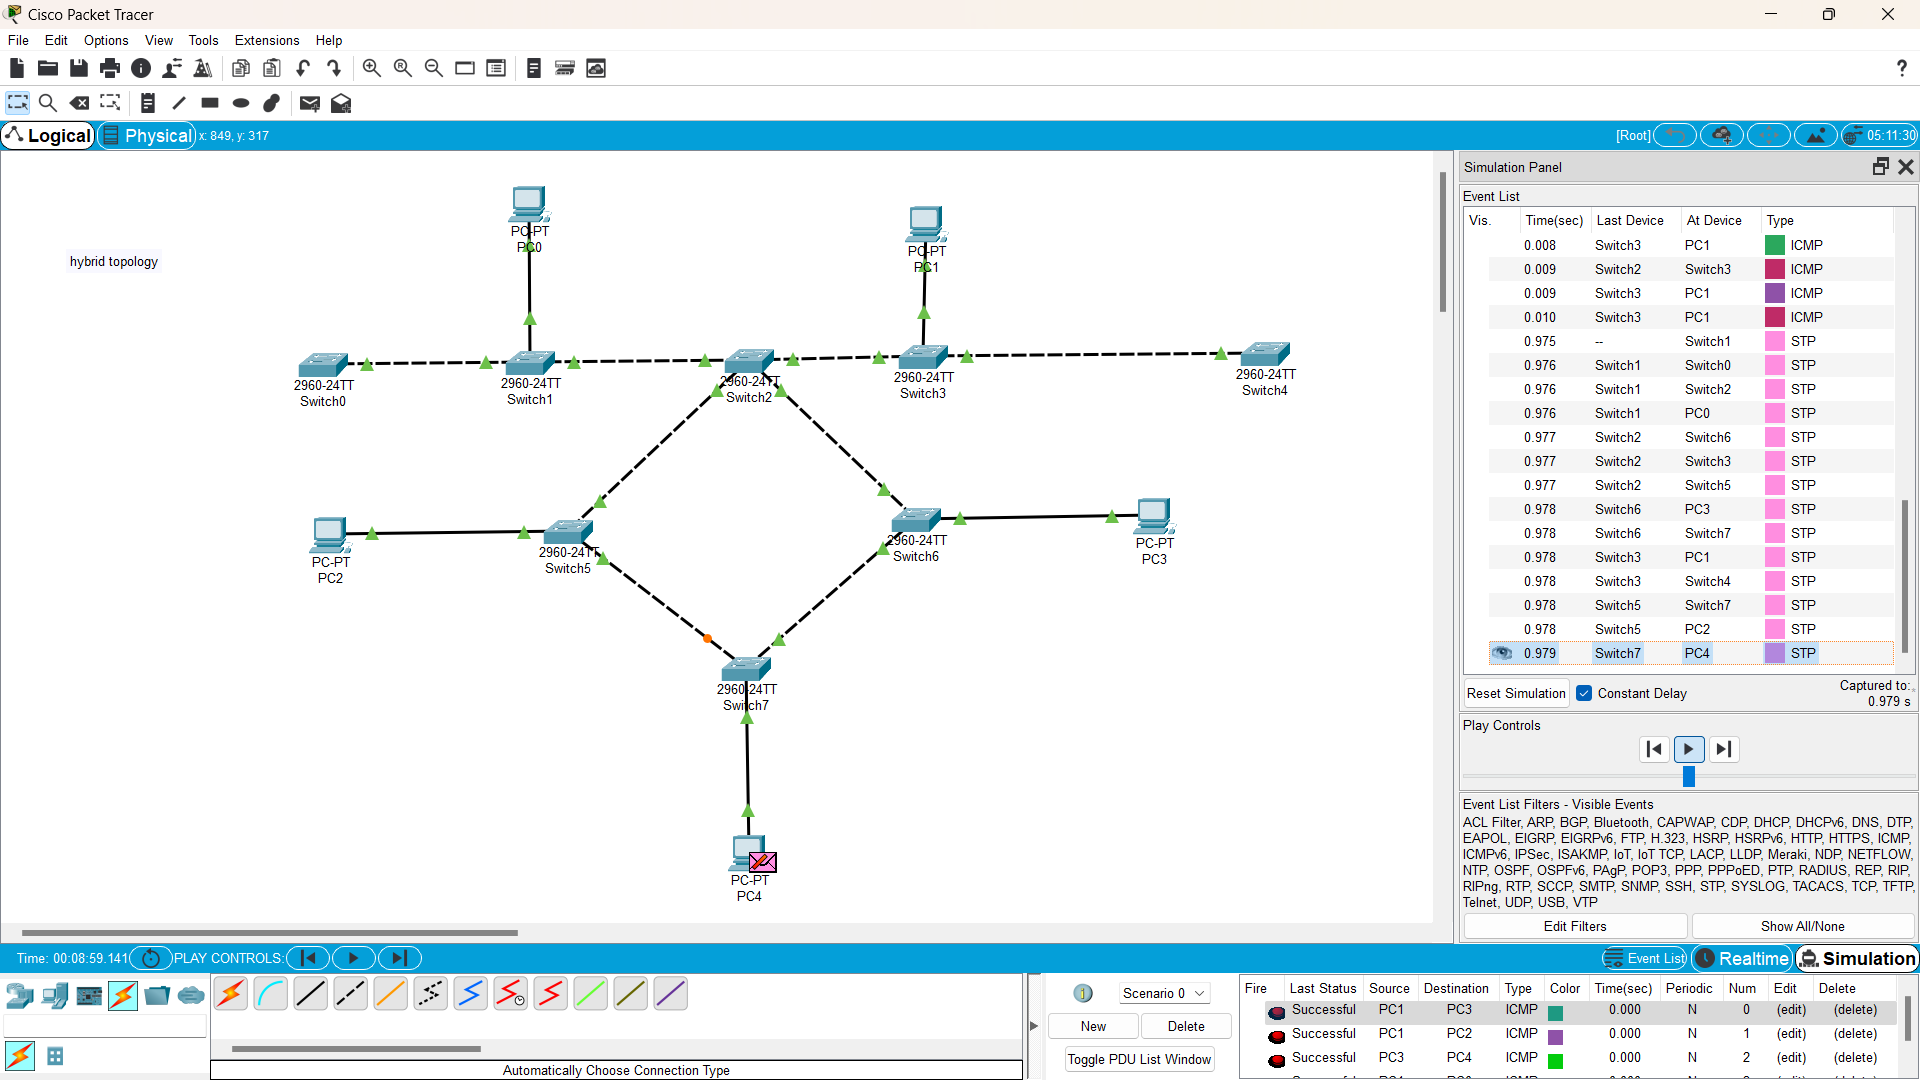 Cisco Packet Tracer
File Edit Options View Tools Extensions Help
Logical Physical x: 849, y: 317 [Root] 05:11:30
hybrid topology
PC-PT
PC0
PC-PT
PC1
2960-24TT
Switch0
2960-24TT
Switch1
2960-24TT
Switch2
2960-24TT
Switch3
2960-24TT
Switch4
PC-PT
PC2
2960-24TT
Switch5
2960-24TT
Switch6
PC-PT
PC3
2960-24TT
Switch7
PC-PT
PC4
Simulation Panel
Event List
Vis. Time(sec) Last Device At Device Type
0.008 Switch3 PC1 ICMP
0.009 Switch2 Switch3 ICMP
0.009 Switch3 PC1 ICMP
0.010 Switch3 PC1 ICMP
0.975 -- Switch1 STP
0.976 Switch1 Switch0 STP
0.976 Switch1 Switch2 STP
0.976 Switch1 PC0 STP
0.977 Switch2 Switch6 STP
0.977 Switch2 Switch3 STP
0.977 Switch2 Switch5 STP
0.978 Switch6 PC3 STP
0.978 Switch6 Switch7 STP
0.978 Switch3 PC1 STP
0.978 Switch3 Switch4 STP
0.978 Switch5 Switch7 STP
0.978 Switch5 PC2 STP
0.979 Switch7 PC4 STP
Reset Simulation Constant Delay Captured to:
0.979 s
Play Controls
Event List Filters - Visible Events
ACL Filter, ARP, BGP, Bluetooth, CAPWAP, CDP, DHCP, DHCPv6, DNS, DTP,
EAPOL, EIGRP, EIGRPv6, FTP, H.323, HSRP, HSRPv6, HTTP, HTTPS, ICMP,
ICMPv6, IPSec, ISAKMP, IoT, IoT TCP, LACP, LLDP, Meraki, NDP, NETFLOW,
NTP, OSPF, OSPFv6, PAgP, POP3, PPP, PPPoED, PTP, RADIUS, REP, RIP,
RIPng, RTP, SCCP, SMTP, SNMP, SSH, STP, SYSLOG, TACACS, TCP, TFTP,
Telnet, UDP, USB, VTP
Edit Filters Show All/None
Time: 00:08:59.141 PLAY CONTROLS: Event List Realtime Simulation
Automatically Choose Connection Type
Scenario 0
New Delete
Toggle PDU List Window
Fire Last Status Source Destination Type Color Time(sec) Periodic Num Edit Delete
Successful PC1 PC3 ICMP 0.000 N 0 (edit) (delete)
Successful PC1 PC2 ICMP 0.000 N 1 (edit) (delete)
Successful PC3 PC4 ICMP 0.000 N 2 (edit) (delete)